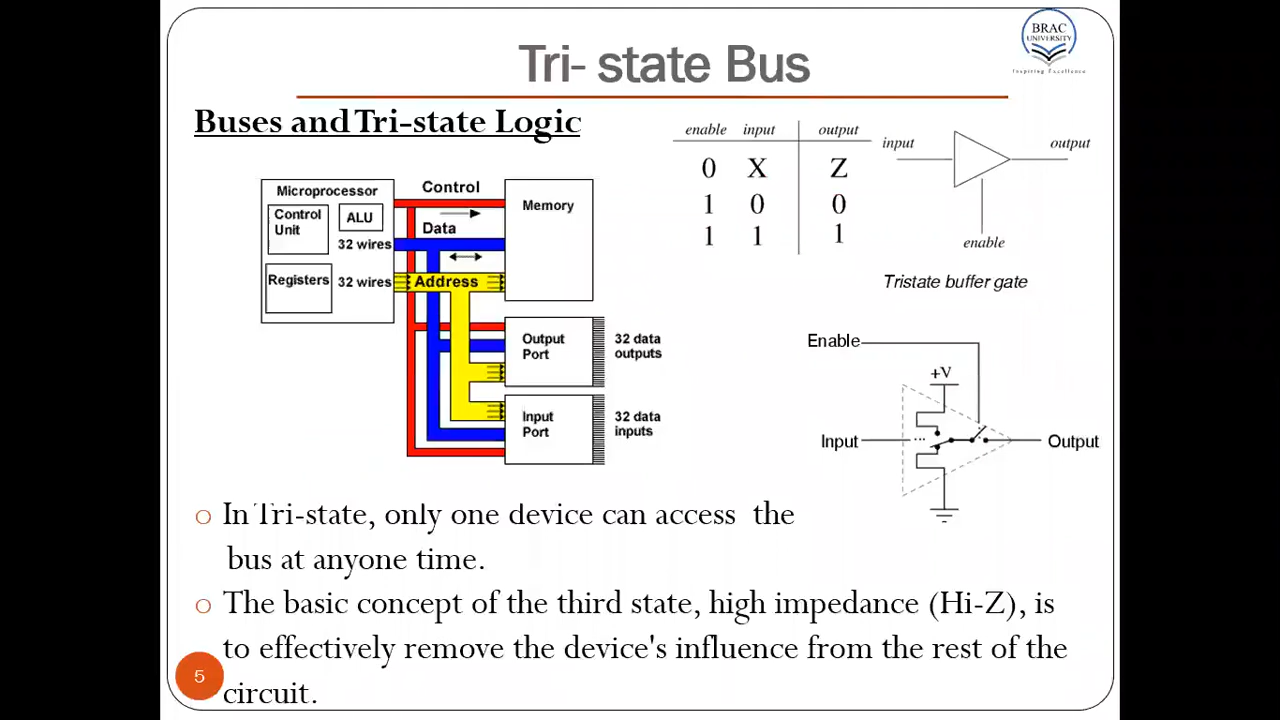 BRAC
UNIVERSITY
Inspiring Excellence
Tri- state Bus
Buses and Tri-state Logic
Microprocessor
Control
Unit
ALU
32 wires
Registers
32 wires
Control
Data
Address
Memory
Output
Port
32 data
outputs
Input
Port
32 data
inputs
enable input output
0 X Z
1 0 0
1 1 1
input
output
enable
Tristate buffer gate
Enable
+V
Input
Output
o In Tri-state, only one device can access the
bus at anyone time.
o The basic concept of the third state, high impedance (Hi-Z), is
to effectively remove the device's influence from the rest of the
circuit.
5